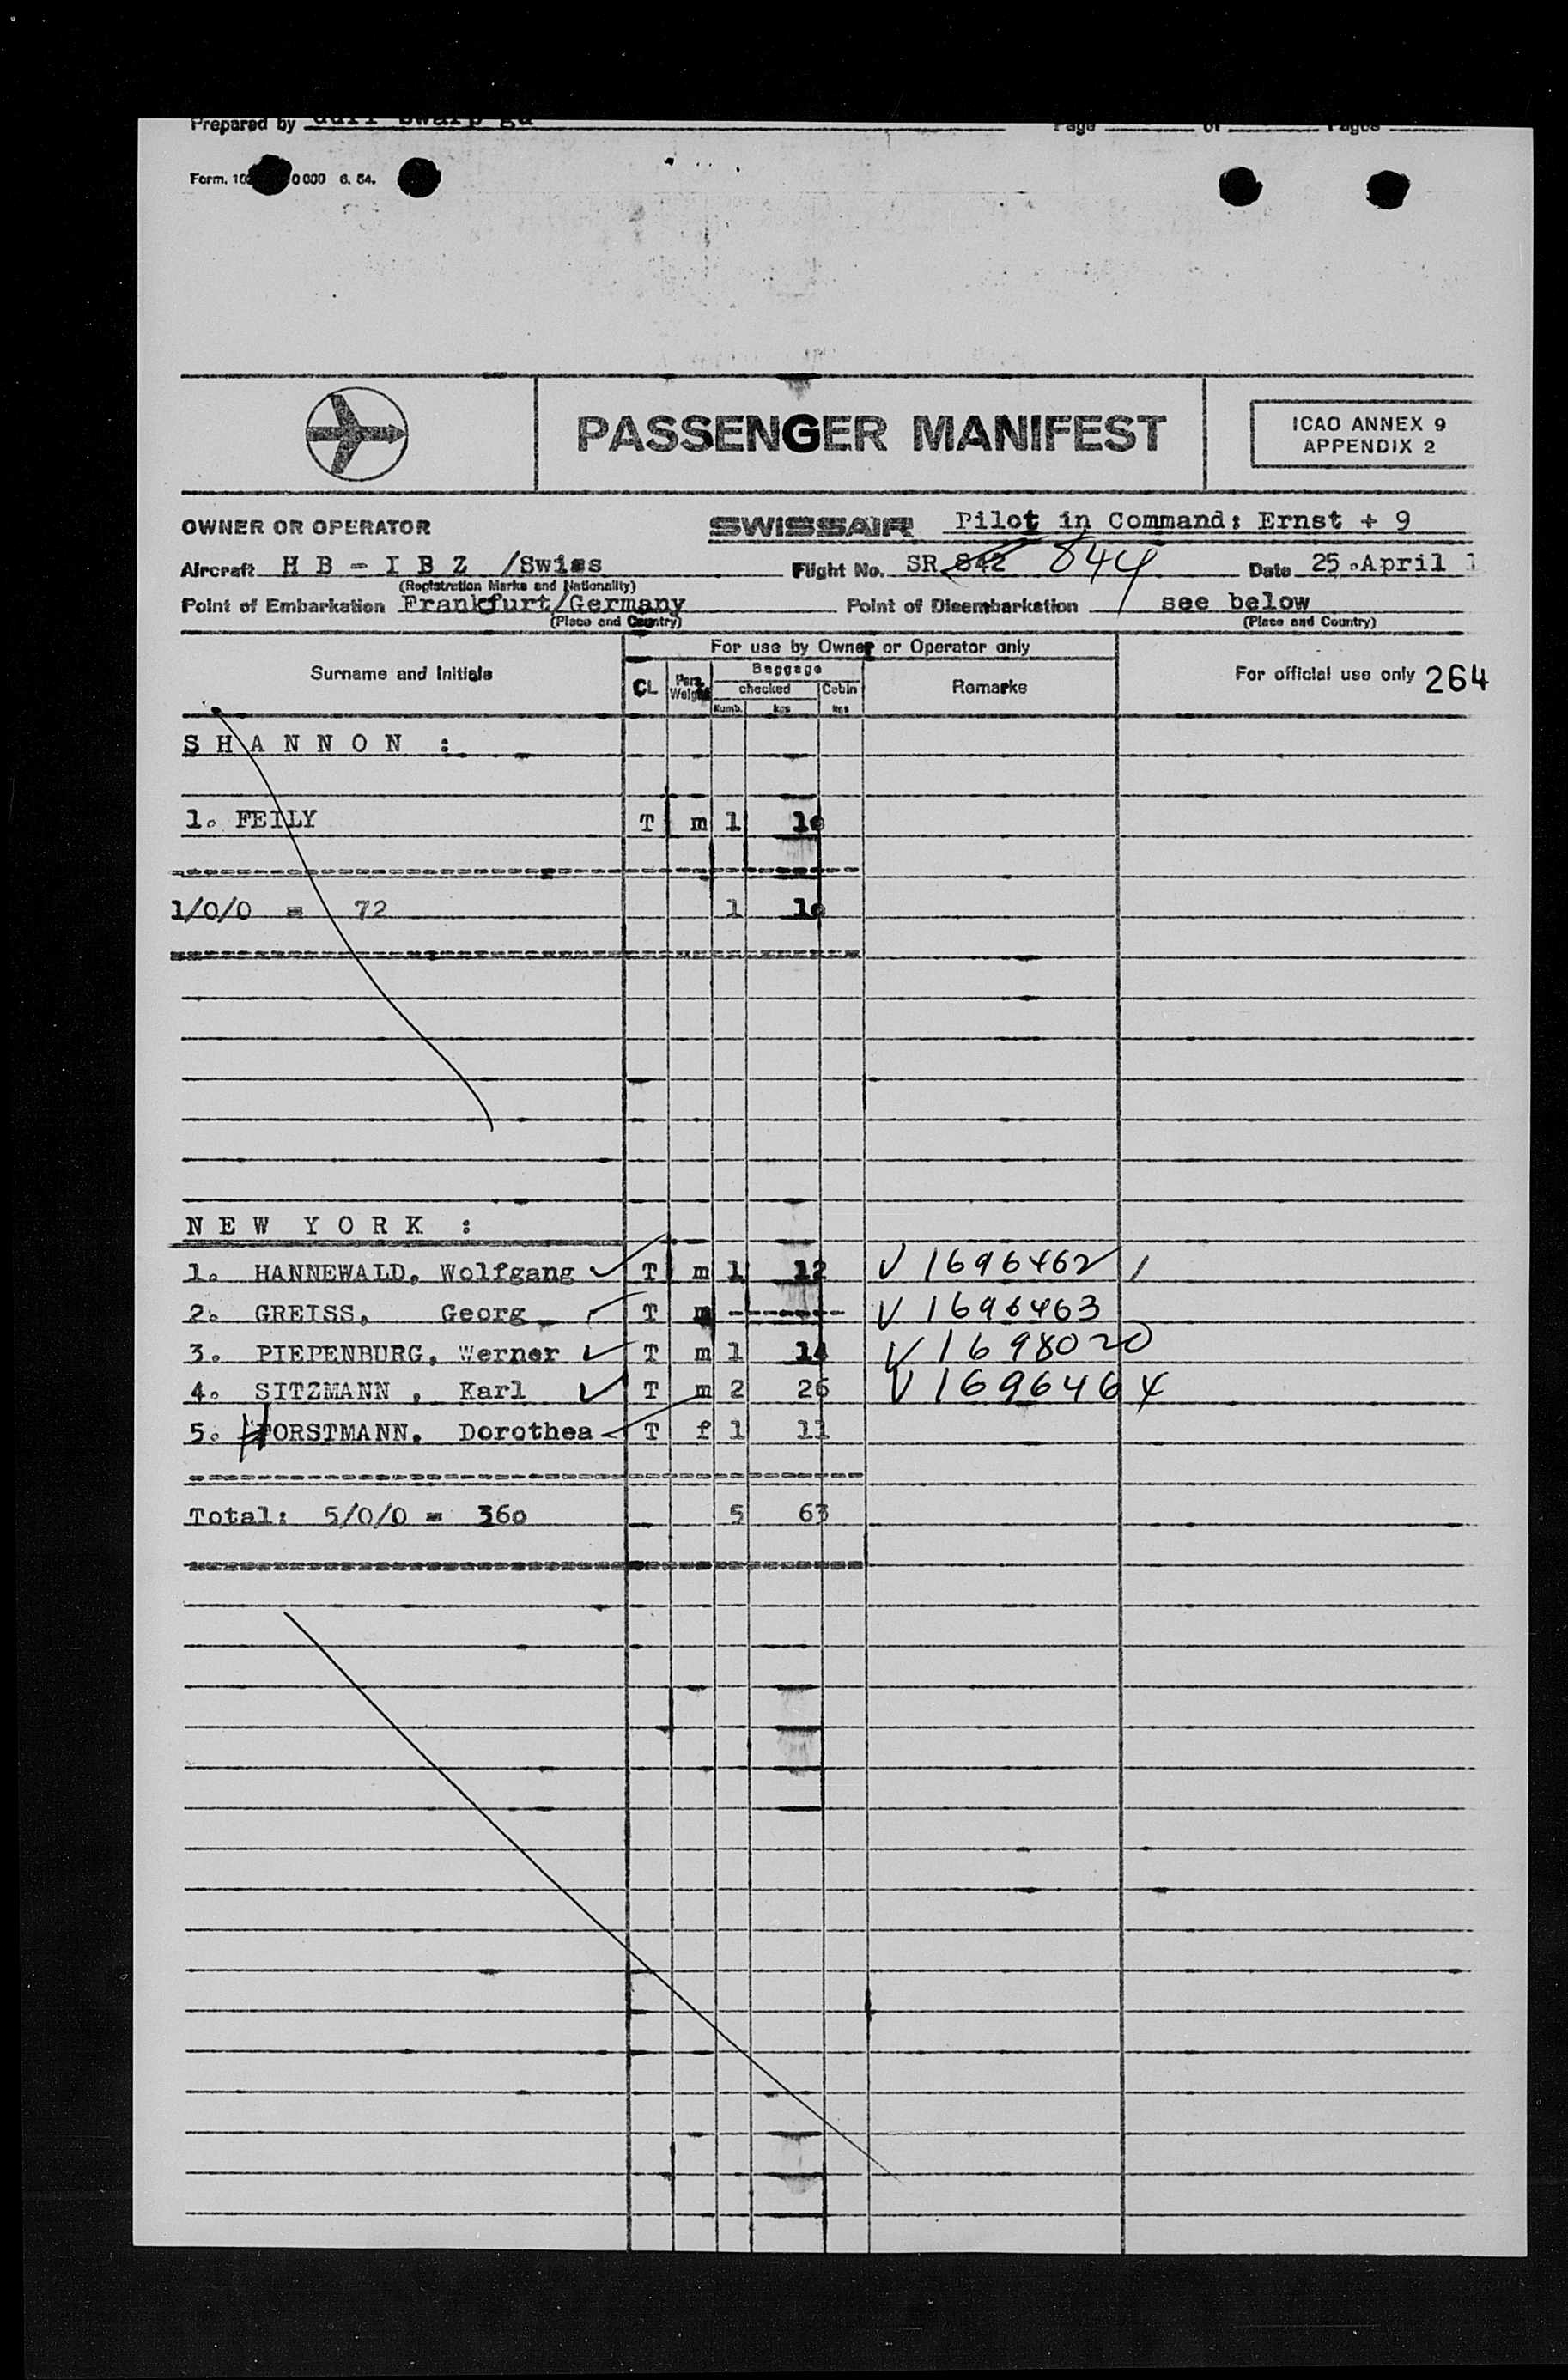 Prepared by
Page of Pages
Form. 10 0000 6. 54.
PASSENGER MANIFEST
ICAO ANNEX 9
APPENDIX 2
OWNER OR OPERATOR SWISSAIR Pilot in Command: Ernst + 9
Aircraft H B - I B Z /Swiss Flight No. SR 842 844 Date 25.April 1
(Registration Marks and Nationality)
Point of Embarkation Frankfurt/Germany Point of Disembarkation see below
(Place and Country) (Place and Country)
For use by Owner or Operator only
Surname and Initials CL Pers. Weight Baggage checked Cabin Remarks For official use only 264
Numb. kgs kgs
S H A N N O N :
1. FEILY T m 1 10
1/0/0 = 72 1 10
N E W Y O R K :
1. HANNEWALD, Wolfgang T m 1 12 V 1696462 /
2. GREISS, Georg T m ------- V 1696463
3. PIEPENBURG, Werner T m 1 14 V 1698020
4. SITZMANN , Karl T m 2 26 V 1696464
5. FORSTMANN, Dorothea T f 1 11
Total: 5/0/0 = 360 5 63